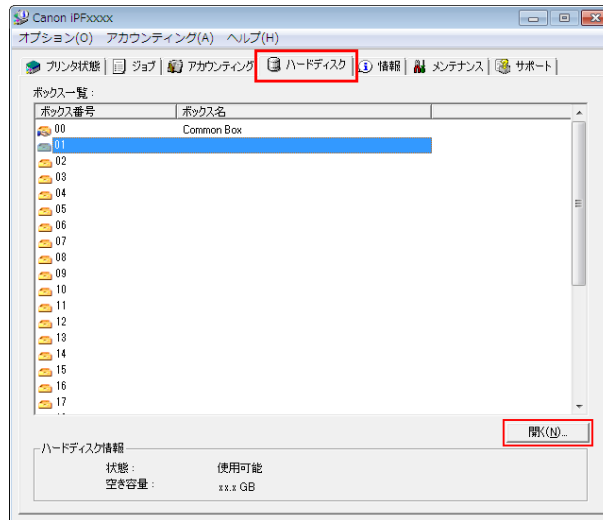 Canon iPFxxxx
オプション(O) アカウンティング(A) ヘルプ(H)
プリンタ状態 ジョブ アカウンティング ハードディスク 情報 メンテナンス サポート
ボックス一覧 :
ボックス番号 ボックス名
00 Common Box
01
02
03
04
05
06
07
08
09
10
11
12
13
14
15
16
17
開く(N)...
ハードディスク情報
状態 : 使用可能
空き容量 : xx.x GB